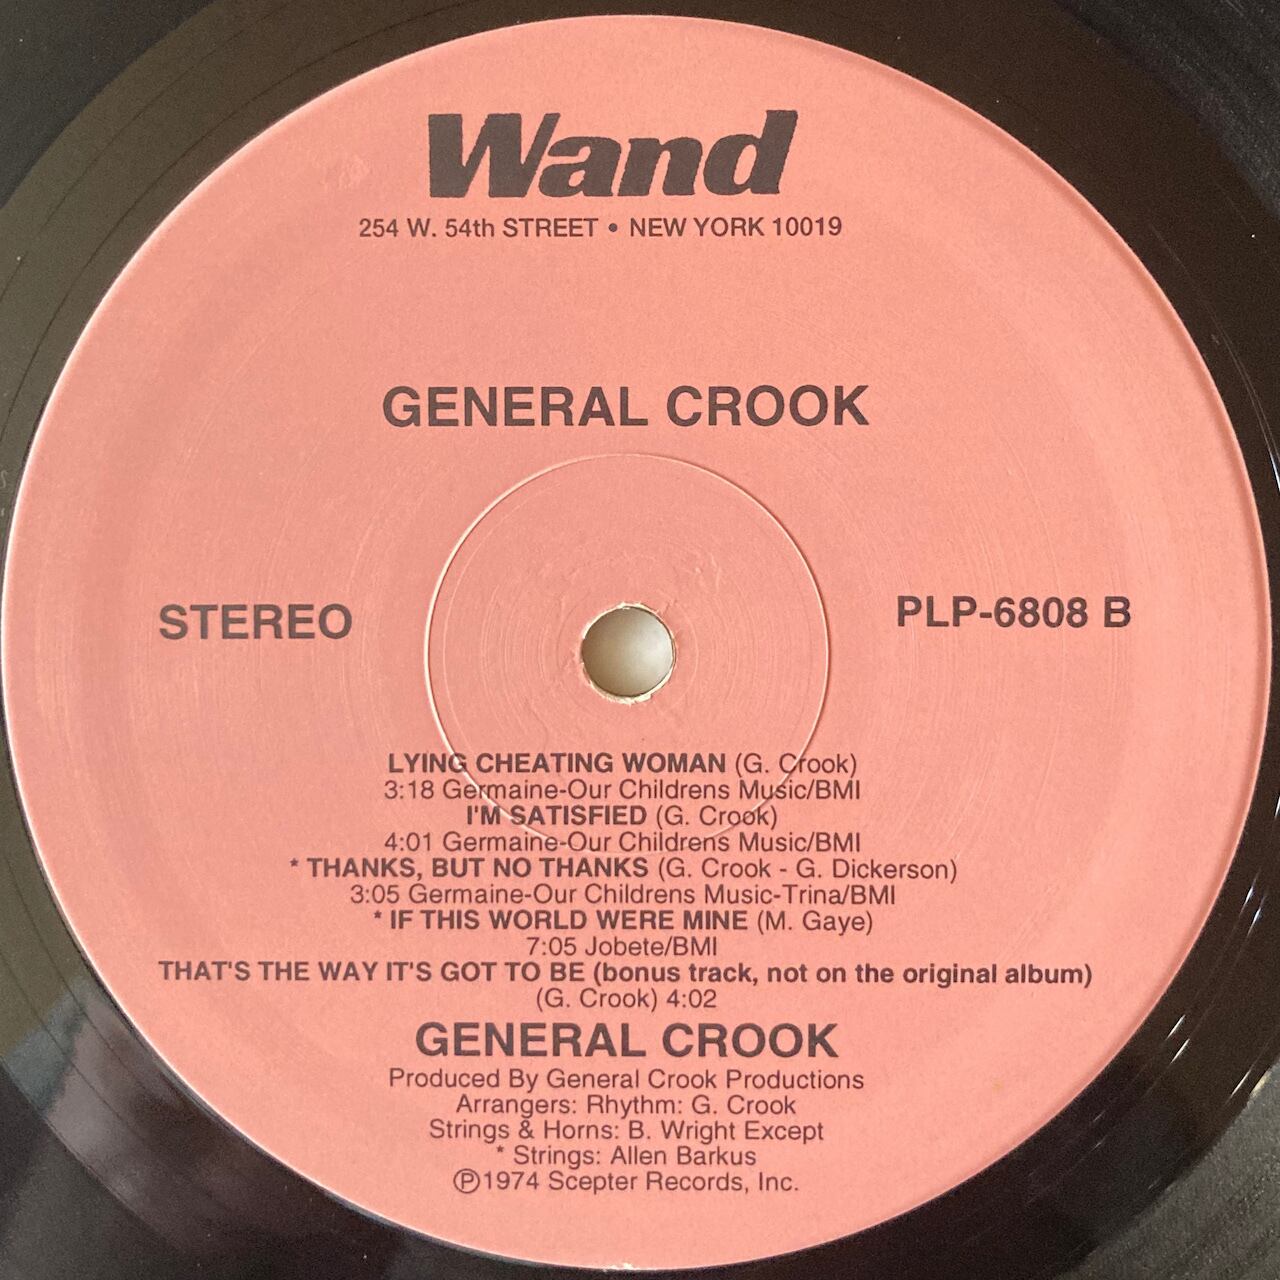 Wand
254 W. 54th STREET • NEW YORK 10019
GENERAL CROOK
STEREO
PLP-6808 B
LYING CHEATING WOMAN (G. Crook)
3:18 Germaine-Our Childrens Music/BMI
I'M SATISFIED (G. Crook)
4:01 Germaine-Our Childrens Music/BMI
* THANKS, BUT NO THANKS (G. Crook - G. Dickerson)
3:05 Germaine-Our Childrens Music-Trina/BMI
* IF THIS WORLD WERE MINE (M. Gaye)
7:05 Jobete/BMI
THAT'S THE WAY IT'S GOT TO BE (bonus track, not on the original album)
(G. Crook) 4:02
GENERAL CROOK
Produced By General Crook Productions
Arrangers: Rhythm: G. Crook
Strings & Horns: B. Wright Except
* Strings: Allen Barkus
℗1974 Scepter Records, Inc.